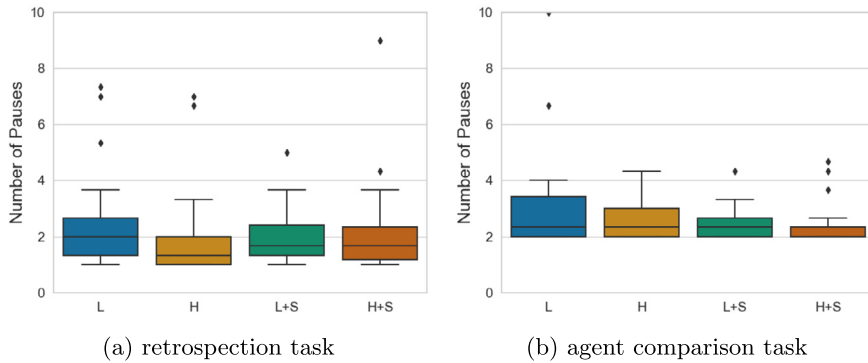 10
8
6
4
2
0
Number of Pauses
L H L+S H+S
(a) retrospection task
10
8
6
4
2
0
Number of Pauses
L H L+S H+S
(b) agent comparison task